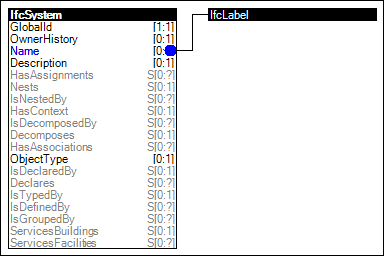 IfcSystem
GlobalId [1:1]
OwnerHistory [0:1]
Name [0:
Description [0:1]
HasAssignments S[0:?]
Nests S[0:1]
IsNestedBy S[0:?]
HasContext S[0:1]
IsDecomposedBy S[0:?]
Decomposes S[0:1]
HasAssociations S[0:?]
ObjectType [0:1]
IsDeclaredBy S[0:1]
Declares S[0:?]
IsTypedBy S[0:1]
IsDefinedBy S[0:?]
IsGroupedBy S[0:?]
ServicesBuildings S[0:1]
ServicesFacilities S[0:?]
IfcLabel